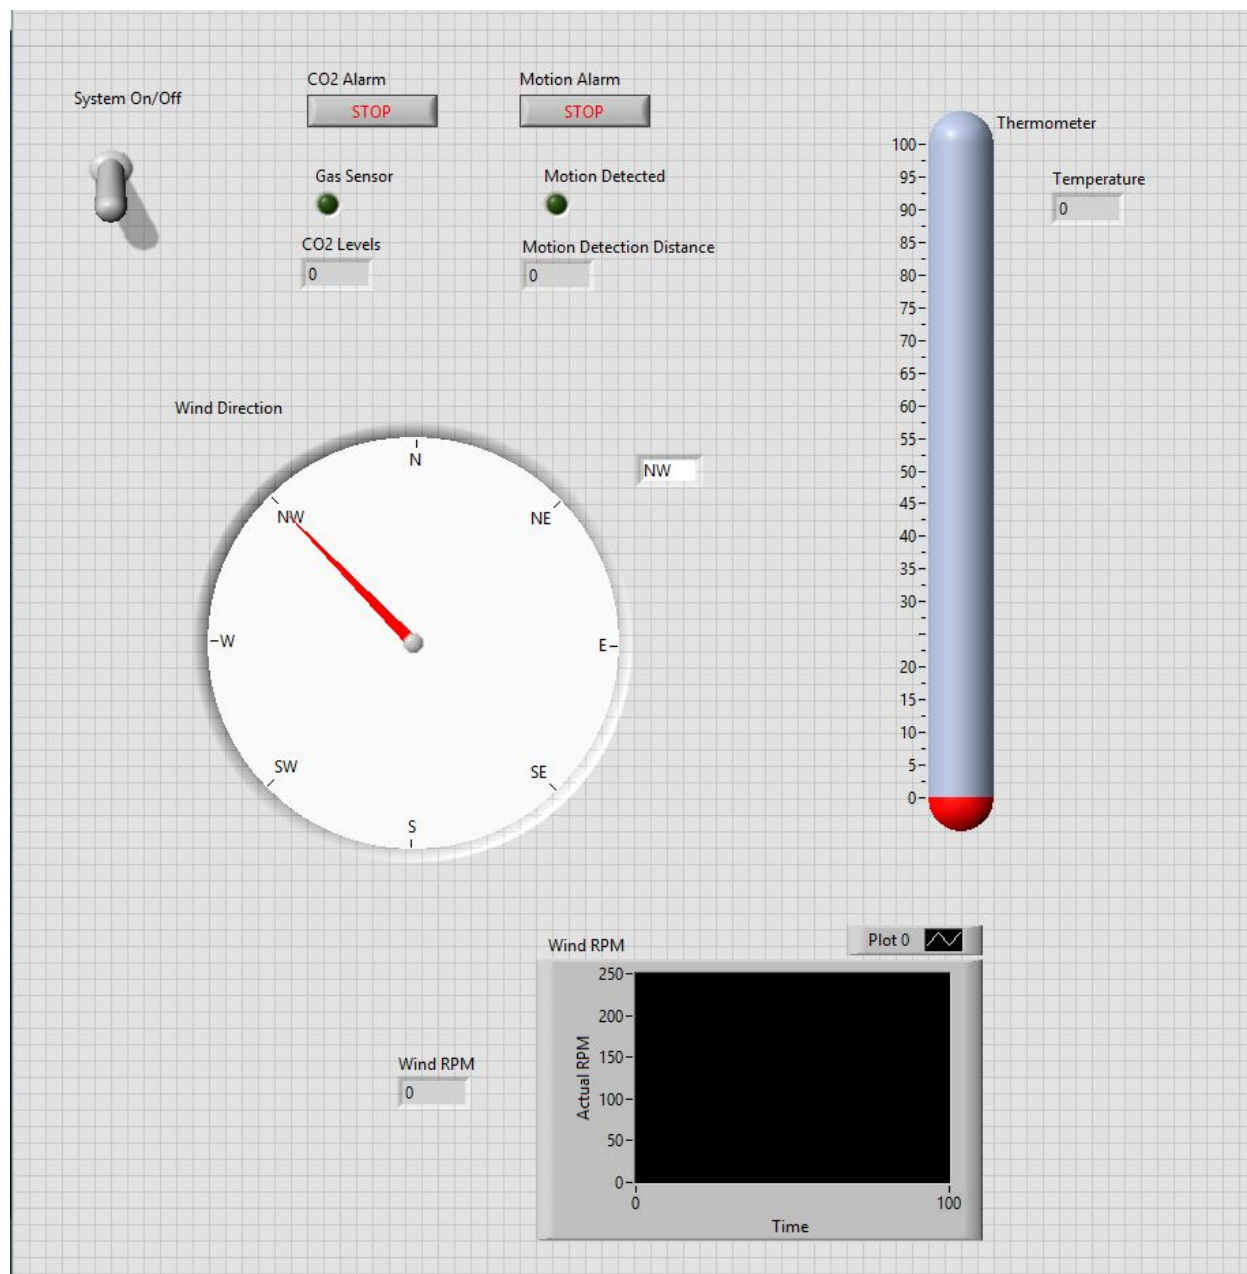 System On/Off
CO2 Alarm
STOP
Motion Alarm
STOP
Gas Sensor
Motion Detected
CO2 Levels
0
Motion Detection Distance
0
Thermometer
100
95
90
85
80
75
70
65
60
55
50
45
40
35
30
20
15
10
5
0
Temperature
0
Wind Direction
N
NE
E
SE
S
SW
W
NW
NW
Wind RPM
0
Wind RPM
Plot 0
Actual RPM
250
200
150
100
50
0
0
100
Time